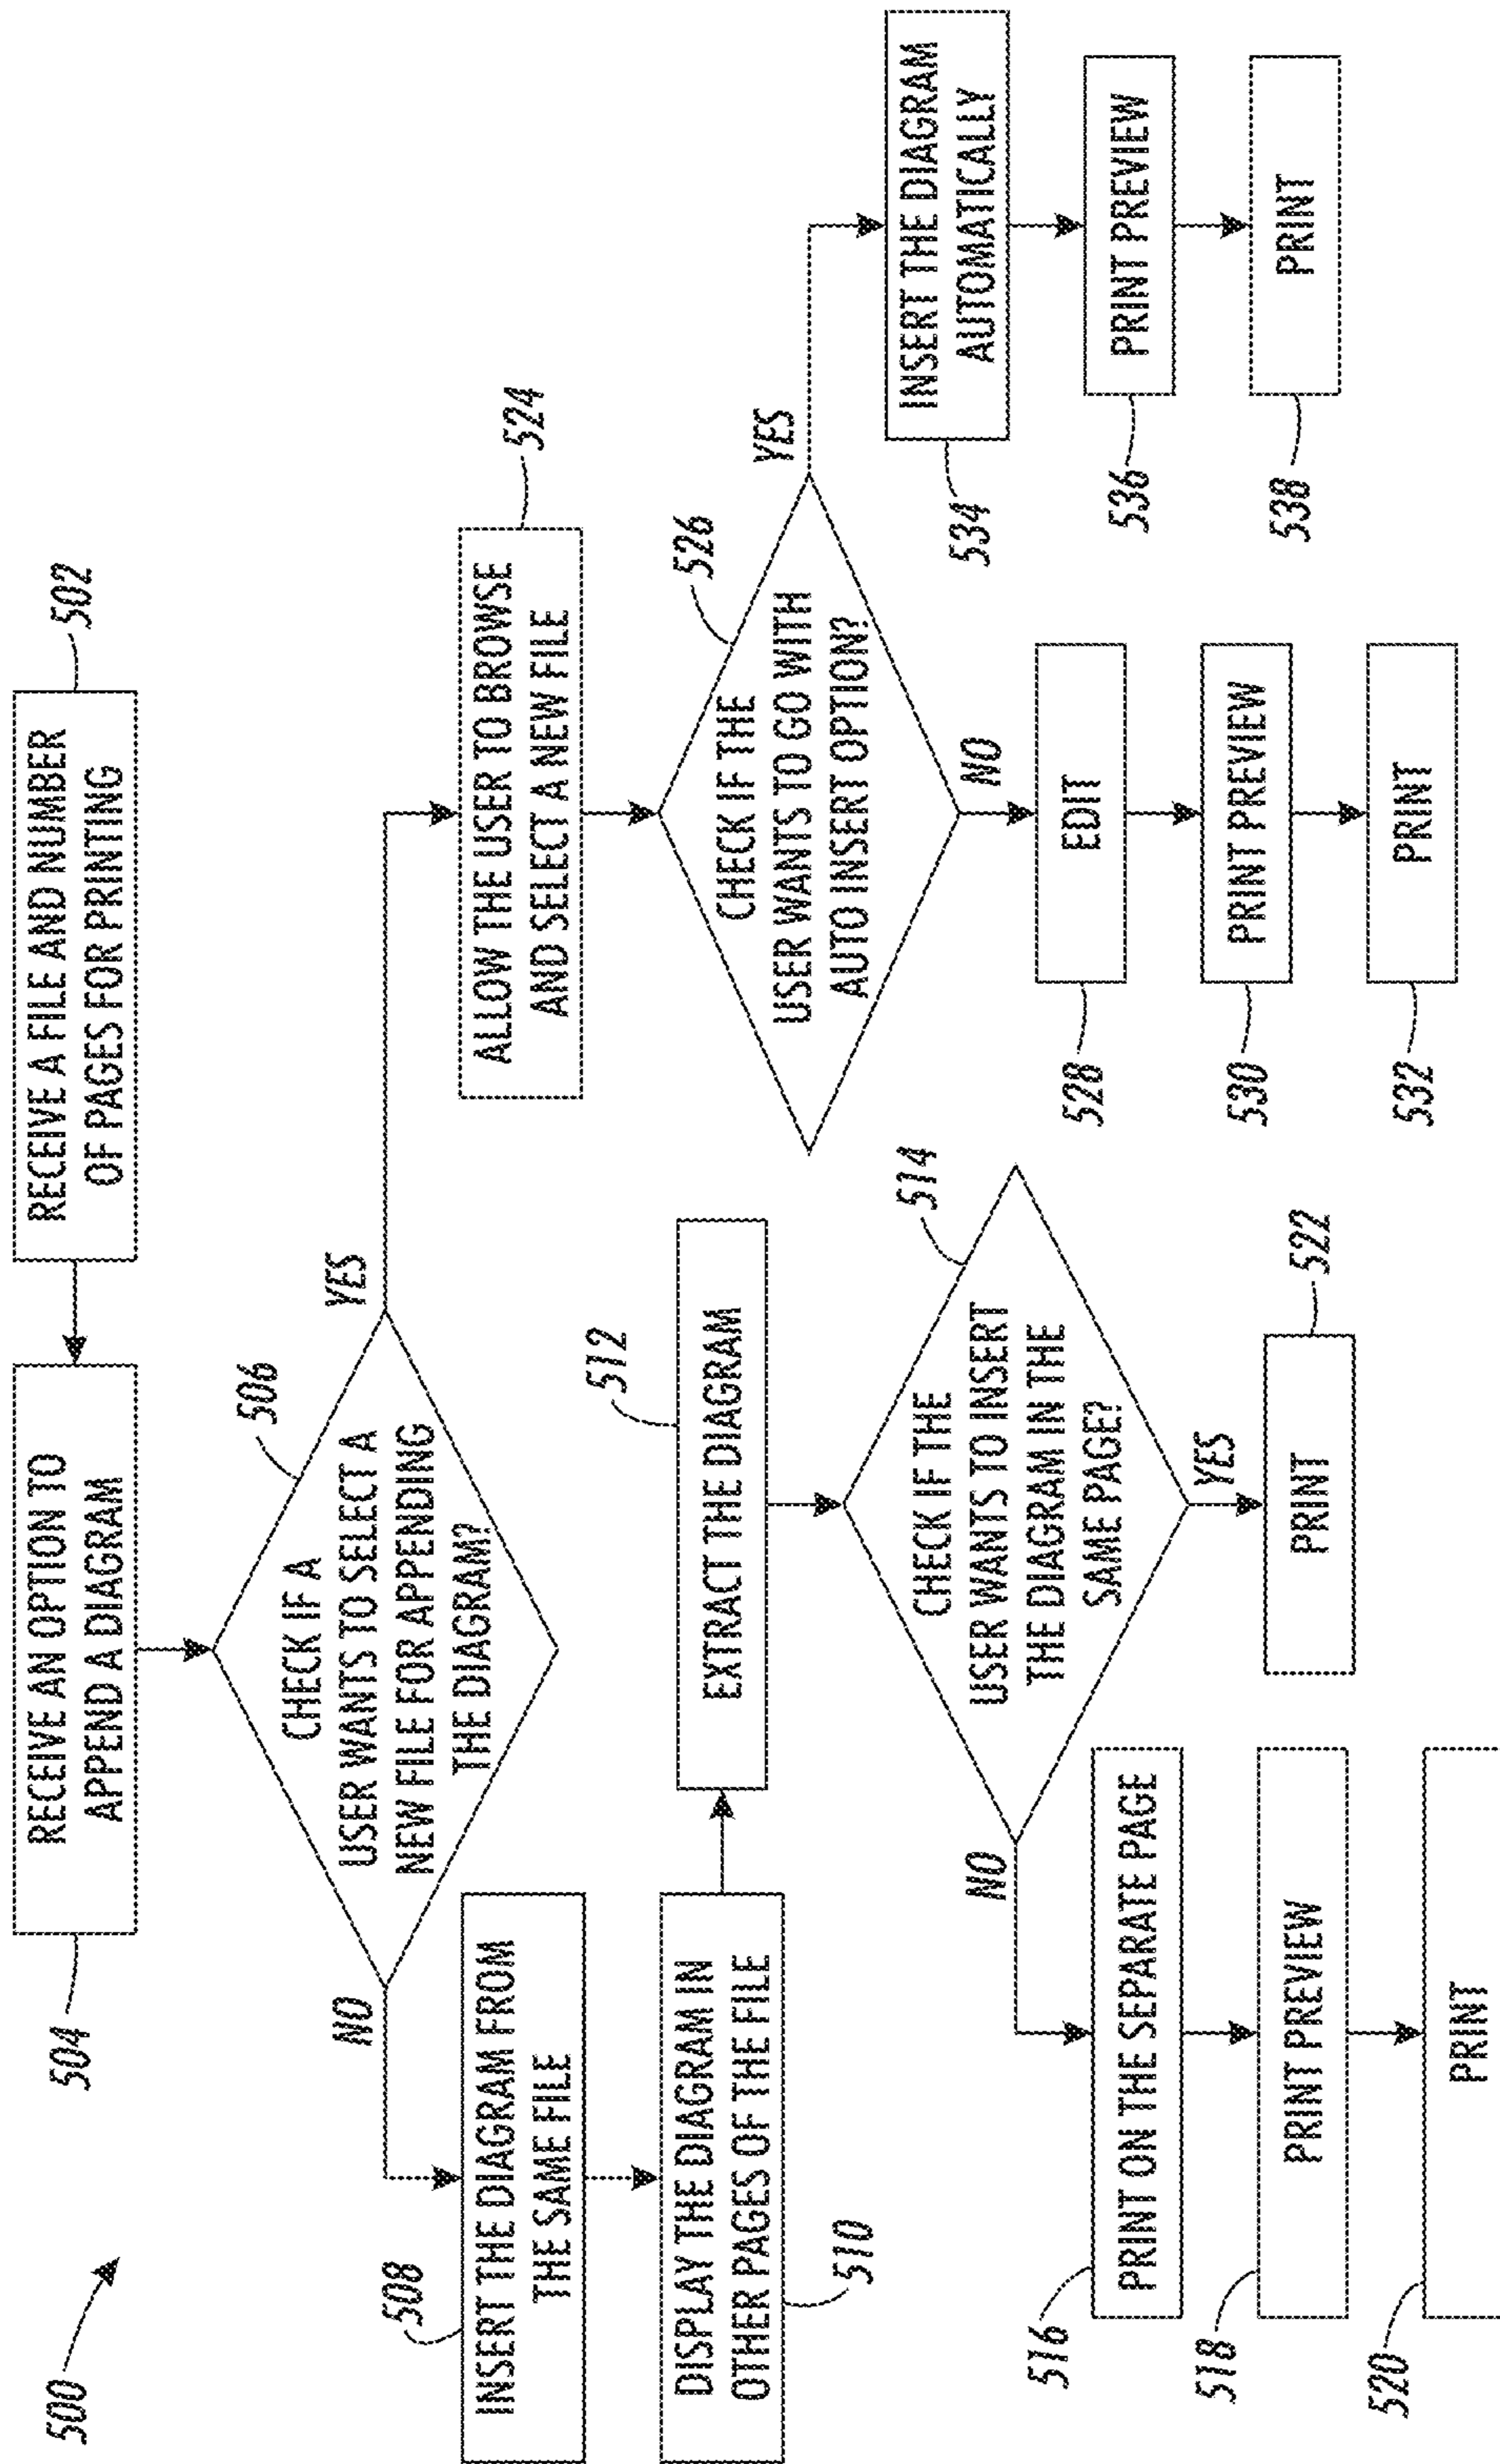 500
502
RECEIVE A FILE AND NUMBER
OF PAGES FOR PRINTING
504
RECEIVE AN OPTION TO
APPEND A DIAGRAM
506
CHECK IF A
USER WANTS TO SELECT A
NEW FILE FOR APPENDING
THE DIAGRAM?
NO
YES
508
INSERT THE DIAGRAM FROM
THE SAME FILE
510
DISPLAY THE DIAGRAM IN
OTHER PAGES OF THE FILE
512
EXTRACT THE DIAGRAM
514
CHECK IF THE
USER WANTS TO INSERT
THE DIAGRAM IN THE
SAME PAGE?
NO
YES
516
PRINT ON THE SEPARATE PAGE
518
PRINT PREVIEW
520
PRINT
522
PRINT
524
ALLOW THE USER TO BROWSE
AND SELECT A NEW FILE
526
CHECK IF THE
USER WANTS TO GO WITH
AUTO INSERT OPTION?
NO
YES
528
EDIT
530
PRINT PREVIEW
532
PRINT
534
INSERT THE DIAGRAM
AUTOMATICALLY
536
PRINT PREVIEW
538
PRINT